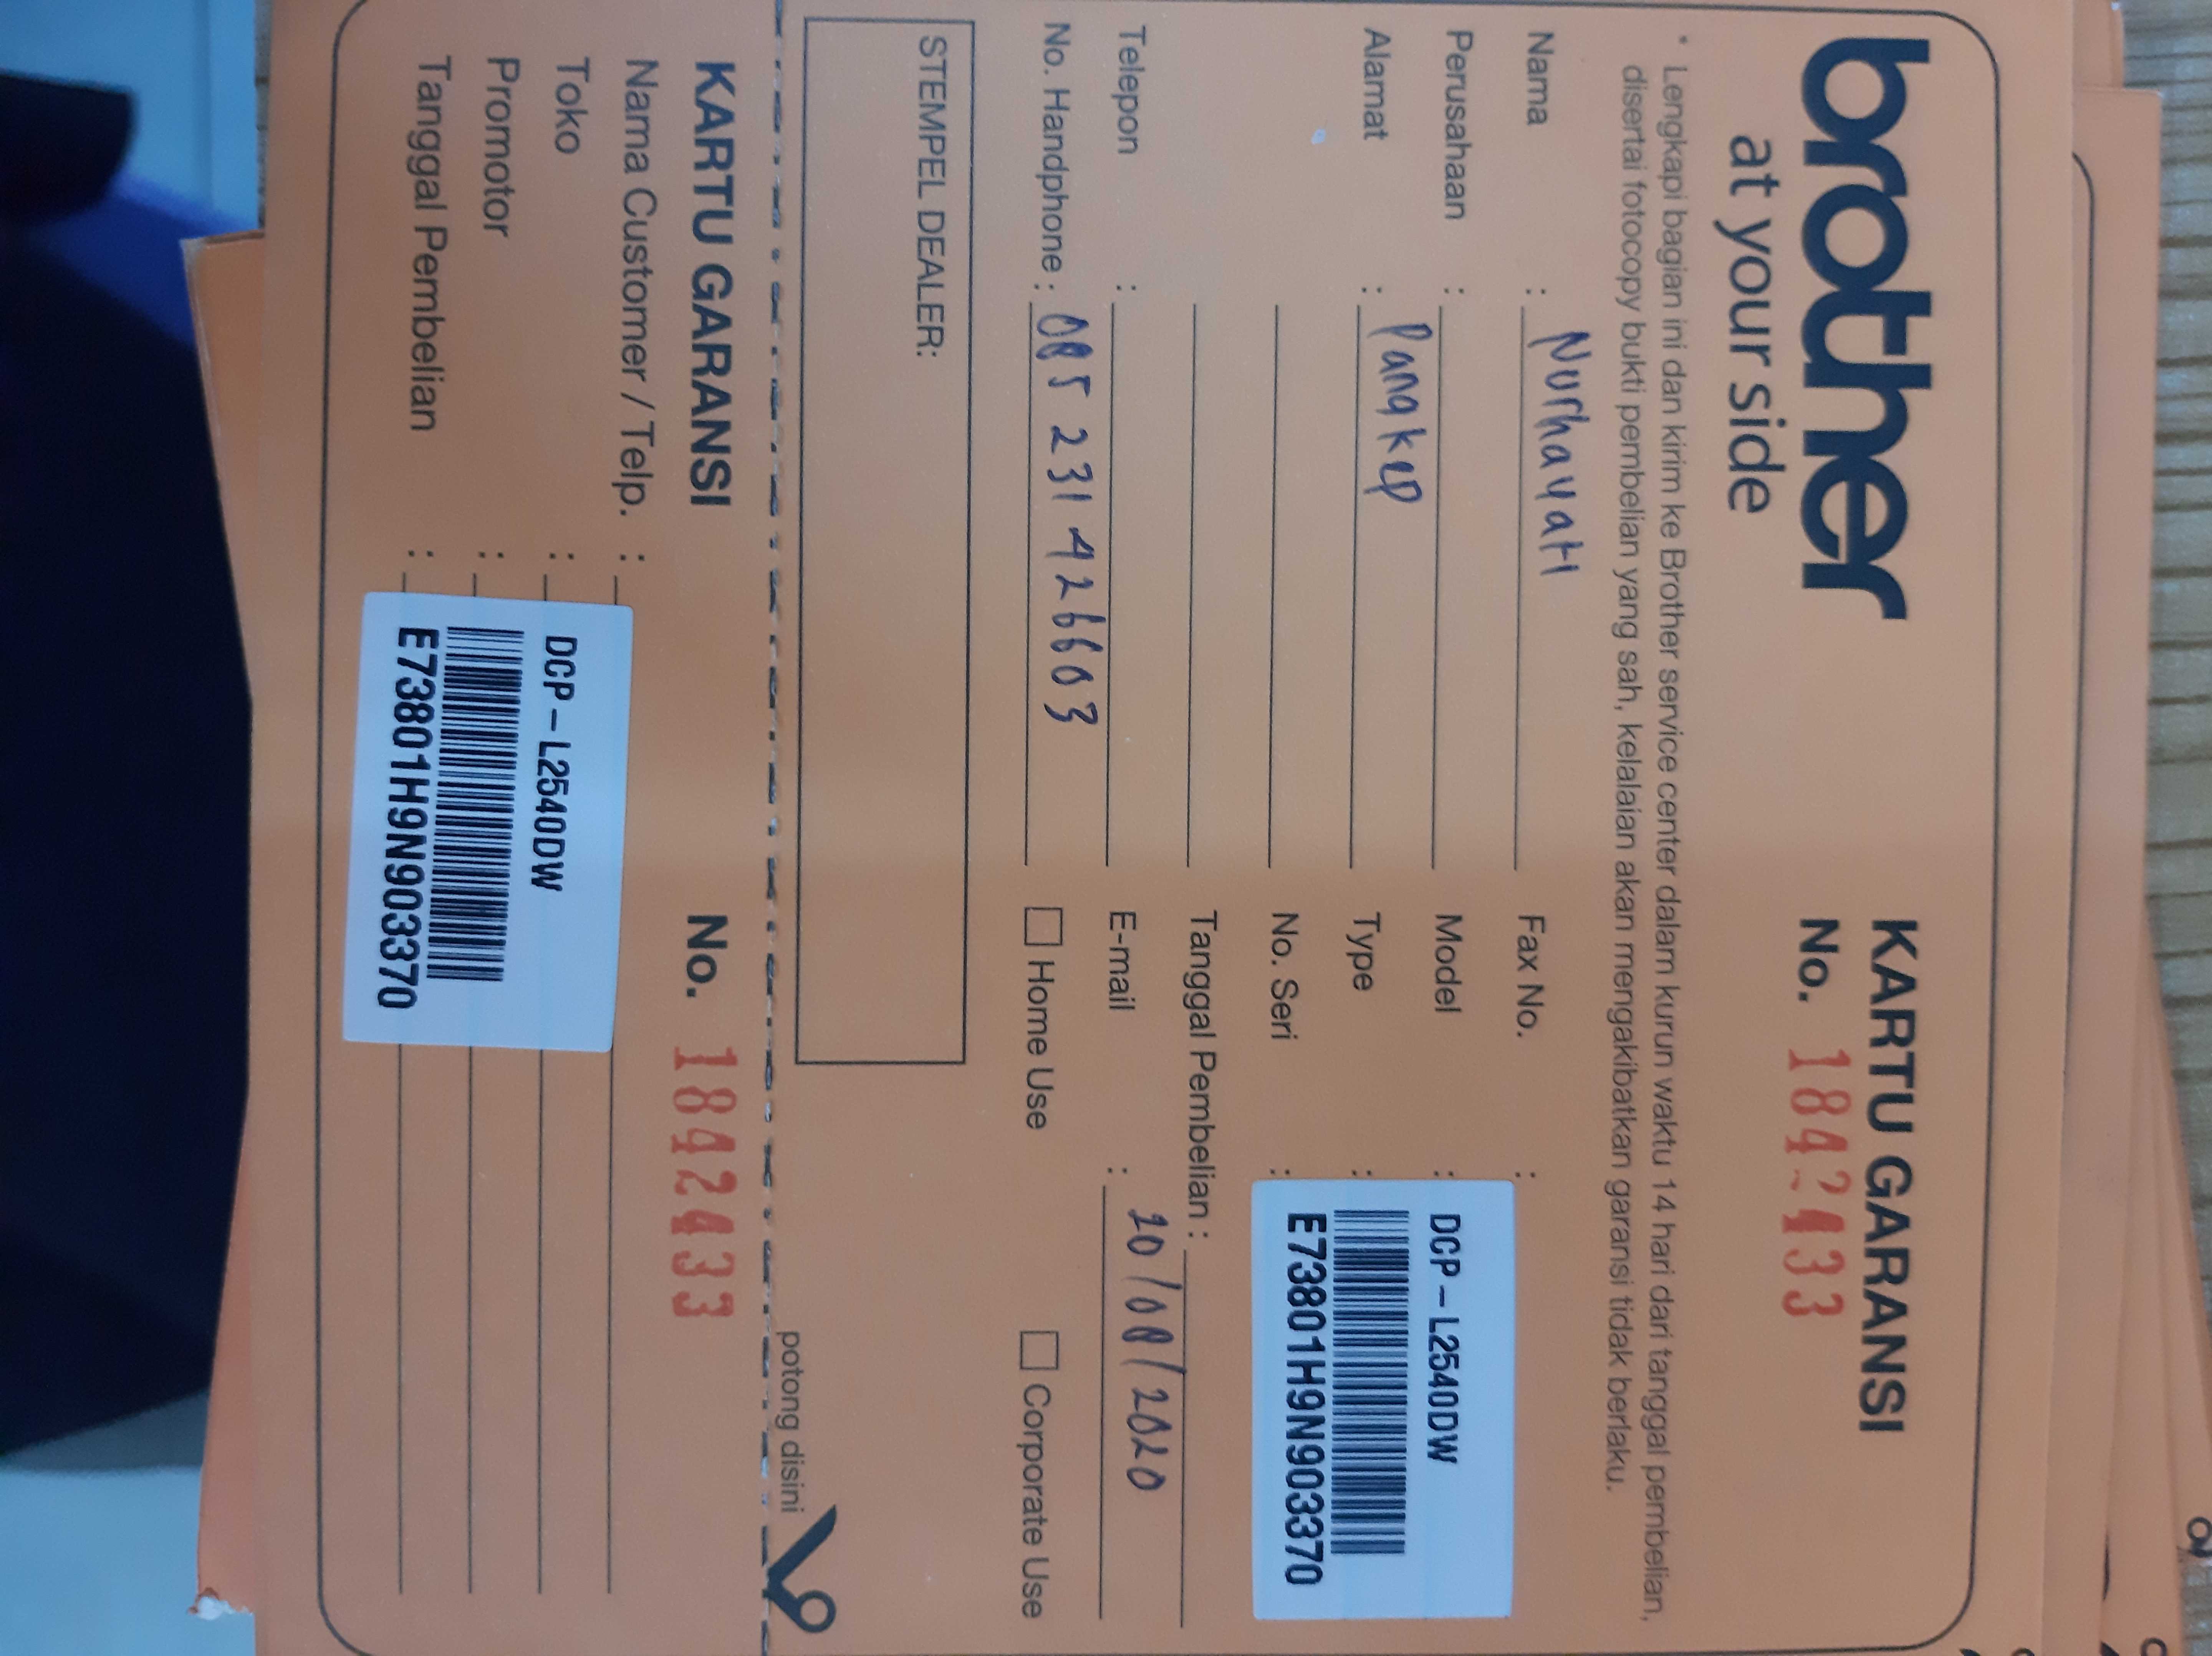 brother
at your side
KARTU GARANSI
No. 1842433
* Lengkapi bagian ini dan kirim ke Brother service center dalam kurun waktu 14 hari dari tanggal pembelian,
disertai fotocopy bukti pembelian yang sah, kelalaian akan mengakibatkan garansi tidak berlaku.
Nama : Nurhayati
Perusahaan :
Alamat : Pangkep
Telepon :
No. Handphone : 085 231 426603
Fax No. :
Model :
Type :
No. Seri :
DCP-L2540DW
E73801H9N903370
Tanggal Pembelian :
E-mail : 20/08/2020
Home Use
Corporate Use
STEMPEL DEALER:
potong disini
KARTU GARANSI
No. 1842433
Nama Customer / Telp. :
Toko :
Promotor :
Tanggal Pembelian :
DCP-L2540DW
E73801H9N903370